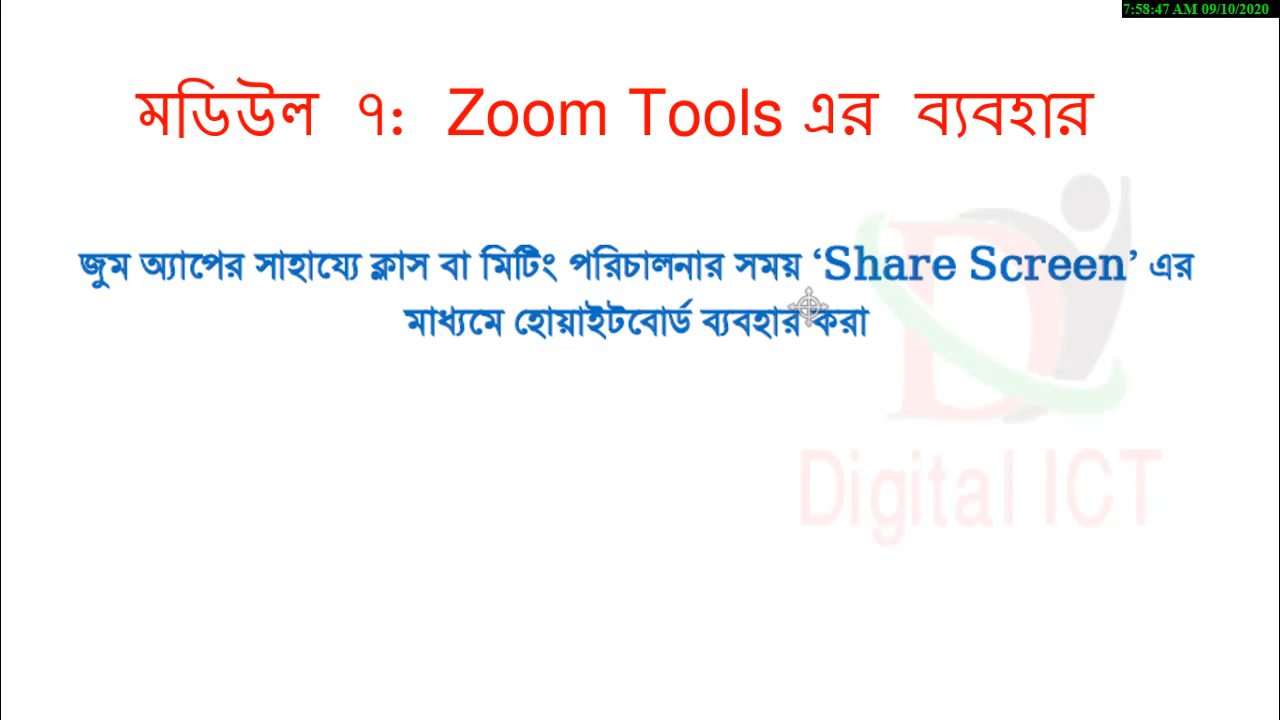 7:58:47 AM 09/10/2020
মডিউল ৭: Zoom Tools এর ব্যবহার
জুম অ্যাপের সাহায্যে ক্লাস বা মিটিং পরিচালনার সময় ‘Share Screen’ এর
মাধ্যমে হোয়াইটবোর্ড ব্যবহার করা
Digital ICT